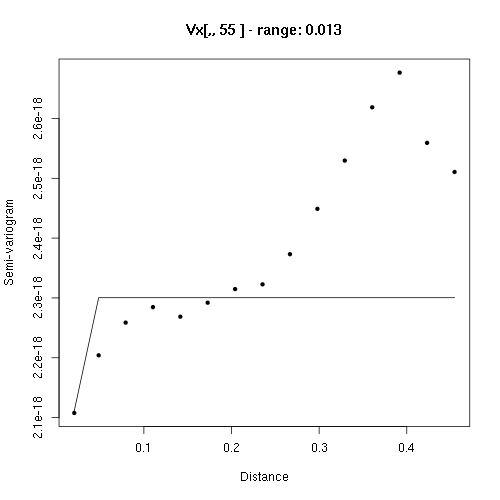 Vx[,, 55 ] - range: 0.013
Semi-variogram
2.6e-18
2.5e-18
2.4e-18
2.3e-18
2.2e-18
2.1e-18
0.1 0.2 0.3 0.4
Distance